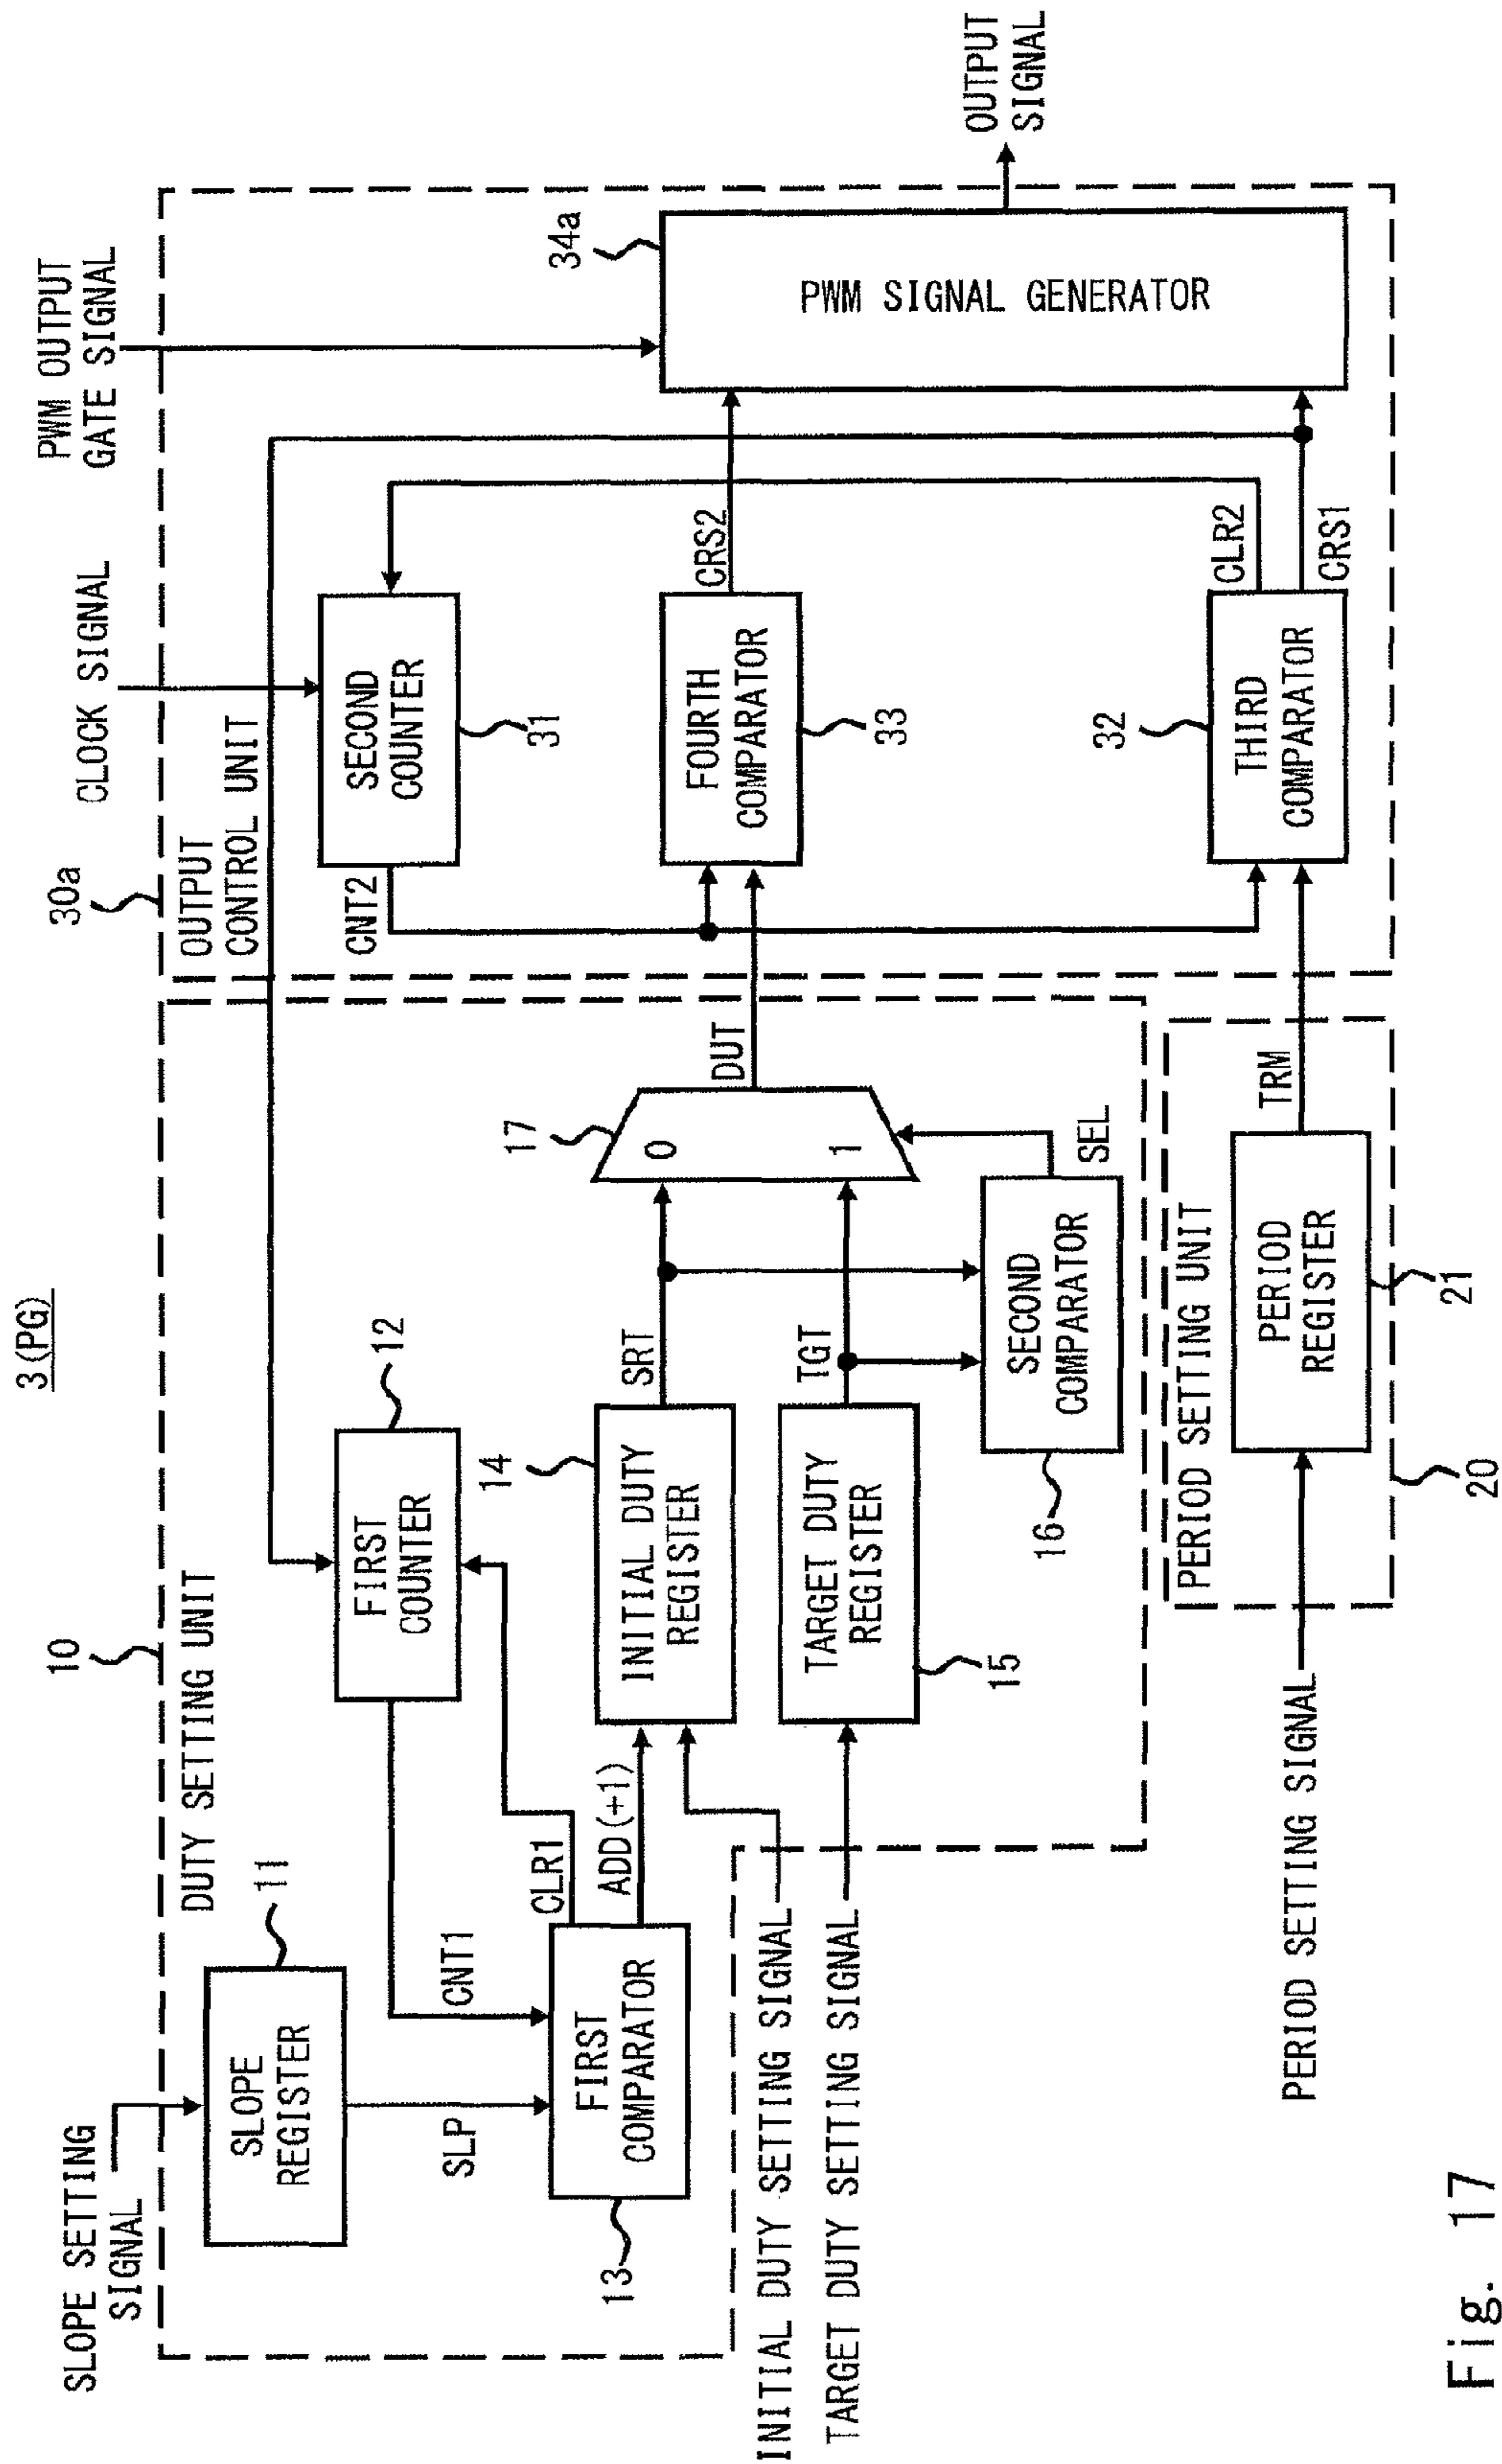 3(PG)
SLOPE SETTING
SIGNAL
10
DUTY SETTING UNIT
11
SLOPE
REGISTER
SLP
CNT1
12
FIRST
COUNTER
CLR1
ADD(+1)
FIRST
COMPARATOR
13
14
INITIAL DUTY
REGISTER
SRT
TARGET DUTY
REGISTER
15
TGT
17
0
1
DUT
SEL
SECOND
COMPARATOR
16
INITIAL DUTY SETTING SIGNAL
TARGET DUTY SETTING SIGNAL
PERIOD SETTING SIGNAL
PERIOD SETTING UNIT
PERIOD
REGISTER
21
20
TRM
30a
OUTPUT
CONTROL UNIT
CLOCK SIGNAL
PWM OUTPUT
GATE SIGNAL
SECOND
COUNTER
31
CNT2
FOURTH
COMPARATOR
33
CRS2
32
THIRD
COMPARATOR
CLR2
CRS1
34a
PWM SIGNAL GENERATOR
OUTPUT
SIGNAL
Fig. 17